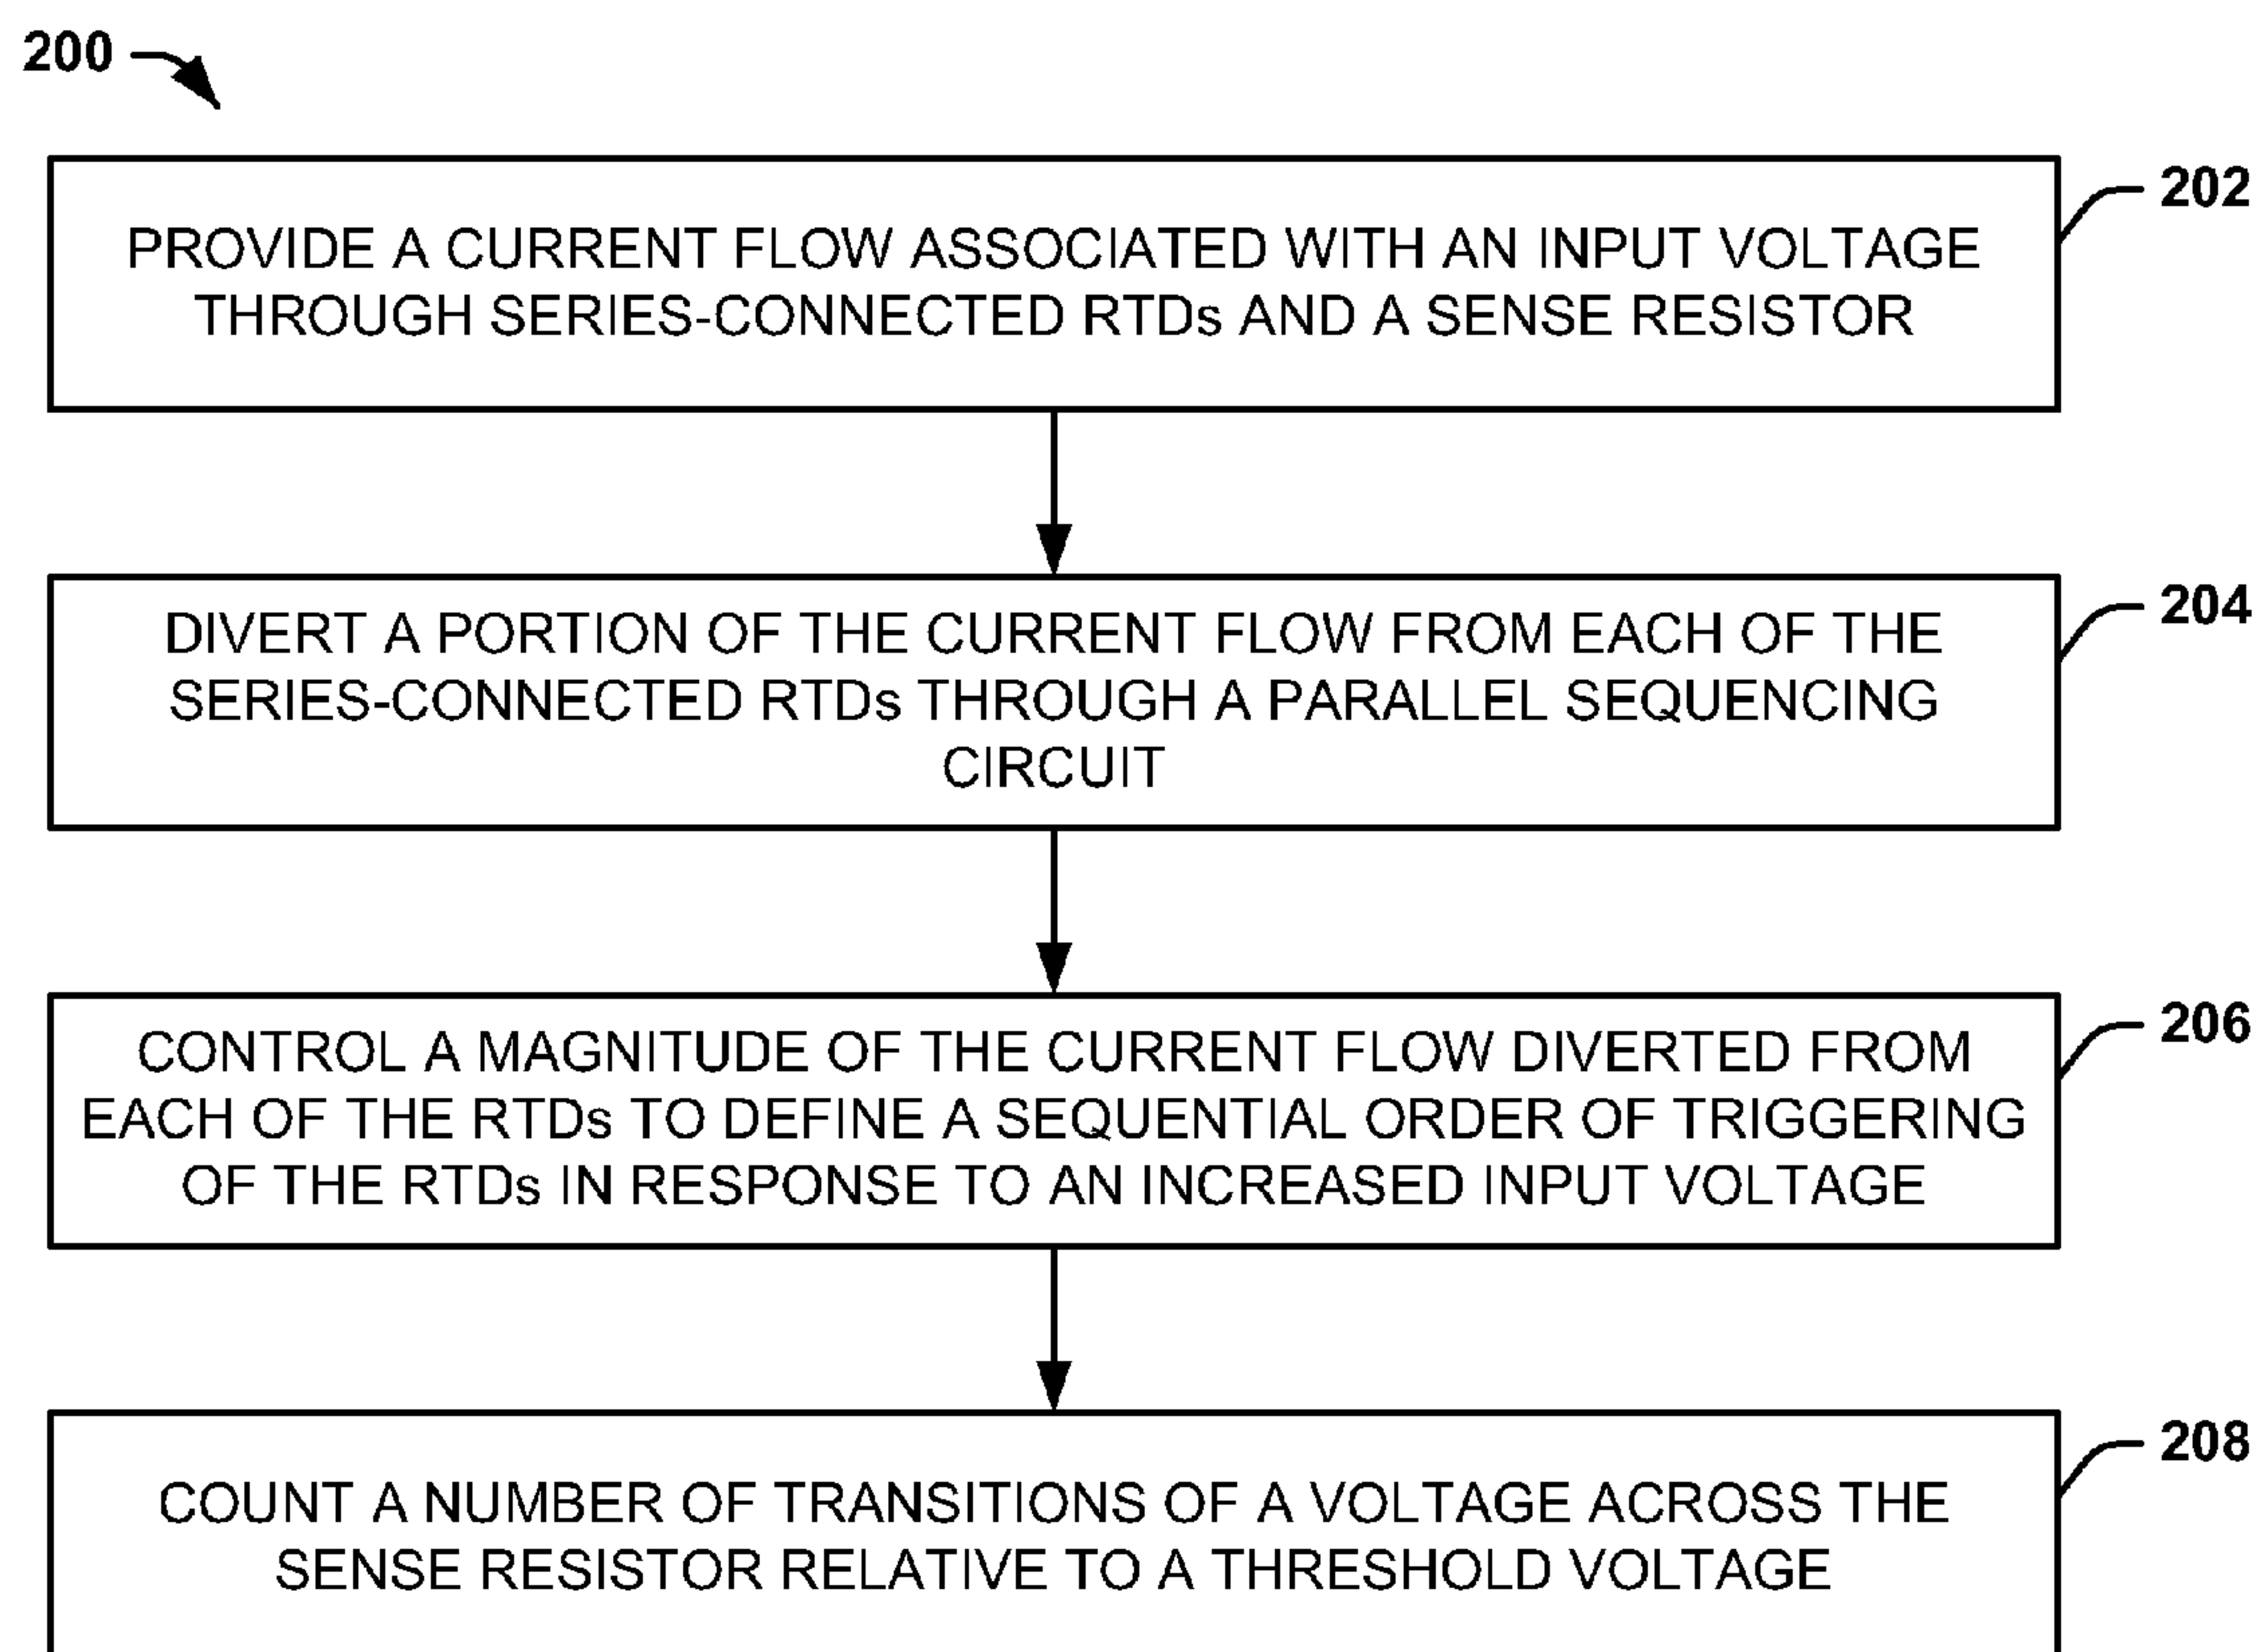 200
202
PROVIDE A CURRENT FLOW ASSOCIATED WITH AN INPUT VOLTAGE
THROUGH SERIES-CONNECTED RTDs AND A SENSE RESISTOR
204
DIVERT A PORTION OF THE CURRENT FLOW FROM EACH OF THE
SERIES-CONNECTED RTDs THROUGH A PARALLEL SEQUENCING
CIRCUIT
206
CONTROL A MAGNITUDE OF THE CURRENT FLOW DIVERTED FROM
EACH OF THE RTDs TO DEFINE A SEQUENTIAL ORDER OF TRIGGERING
OF THE RTDs IN RESPONSE TO AN INCREASED INPUT VOLTAGE
208
COUNT A NUMBER OF TRANSITIONS OF A VOLTAGE ACROSS THE
SENSE RESISTOR RELATIVE TO A THRESHOLD VOLTAGE